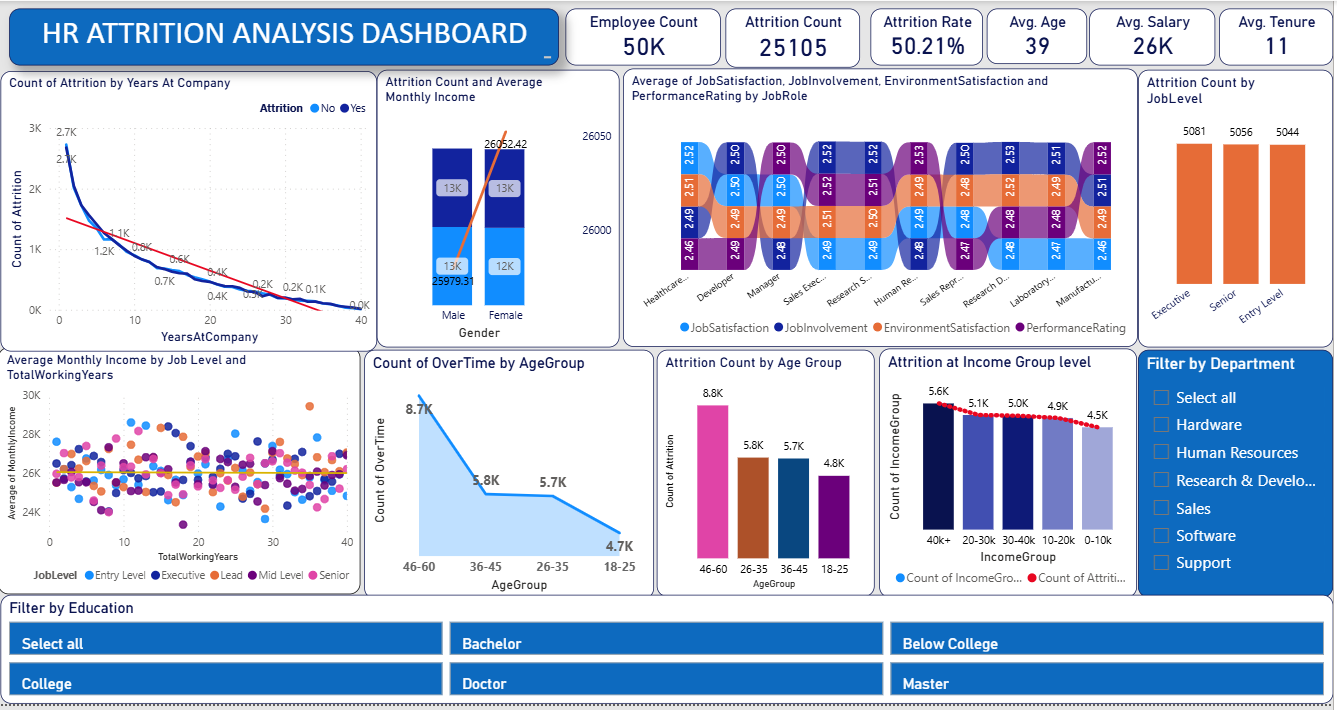 HR ATTRITION ANALYSIS DASHBOARD
Employee Count
50K
Attrition Count
25105
Attrition Rate
50.21%
Avg. Age
39
Avg. Salary
26K
Avg. Tenure
11
Count of Attrition by Years At Company
Attrition No Yes
Count of Attrition
3K
2K
1K
0K
2.7K
1.2K
1.1K
0.8K
0.7K
0.6K
0.4K
0.4K
0.2K
0.2K
0.1K
0.0K
0 10 20 30 40
YearsAtCompany
Attrition Count and Average
Monthly Income
26050
26000
26052.42
13K 13K
13K 12K
25979.31
Male Female
Gender
Average of JobSatisfaction, JobInvolvement, EnvironmentSatisfaction and
PerformanceRating by JobRole
2.52 2.50 2.50 2.52 2.52 2.53 2.50 2.53 2.51 2.52
2.51 2.50 2.50 2.52 2.51 2.49 2.48 2.52 2.49 2.51
2.49 2.49 2.49 2.51 2.50 2.49 2.48 2.48 2.48 2.49
2.46 2.49 2.48 2.49 2.49 2.48 2.47 2.48 2.47 2.46
Healthcare... Developer Manager Sales Exec... Research S... Human Re... Sales Repr... Research D... Laboratory... Manufactu...
JobSatisfaction JobInvolvement EnvironmentSatisfaction PerformanceRating
Attrition Count by
JobLevel
5081 5056 5044
Executive Senior Entry Level
Average Monthly Income by Job Level and
TotalWorkingYears
Average of MonthlyIncome
30K
28K
26K
24K
0 10 20 30 40
TotalWorkingYears
JobLevel Entry Level Executive Lead Mid Level Senior
Count of OverTime by AgeGroup
Count of OverTime
8.7K
5.8K
5.7K
4.7K
46-60 36-45 26-35 18-25
AgeGroup
Attrition Count by Age Group
Count of Attrition
8.8K
5.8K
5.7K
4.8K
46-60 26-35 36-45 18-25
AgeGroup
Attrition at Income Group level
Count of IncomeGroup
5.6K
5.1K
5.0K
4.9K
4.5K
40k+ 20-30k 30-40k 10-20k 0-10k
IncomeGroup
Count of IncomeGro... Count of Attriti...
Filter by Department
Select all
Hardware
Human Resources
Research & Develo...
Sales
Software
Support
Filter by Education
Select all
Bachelor
Below College
College
Doctor
Master